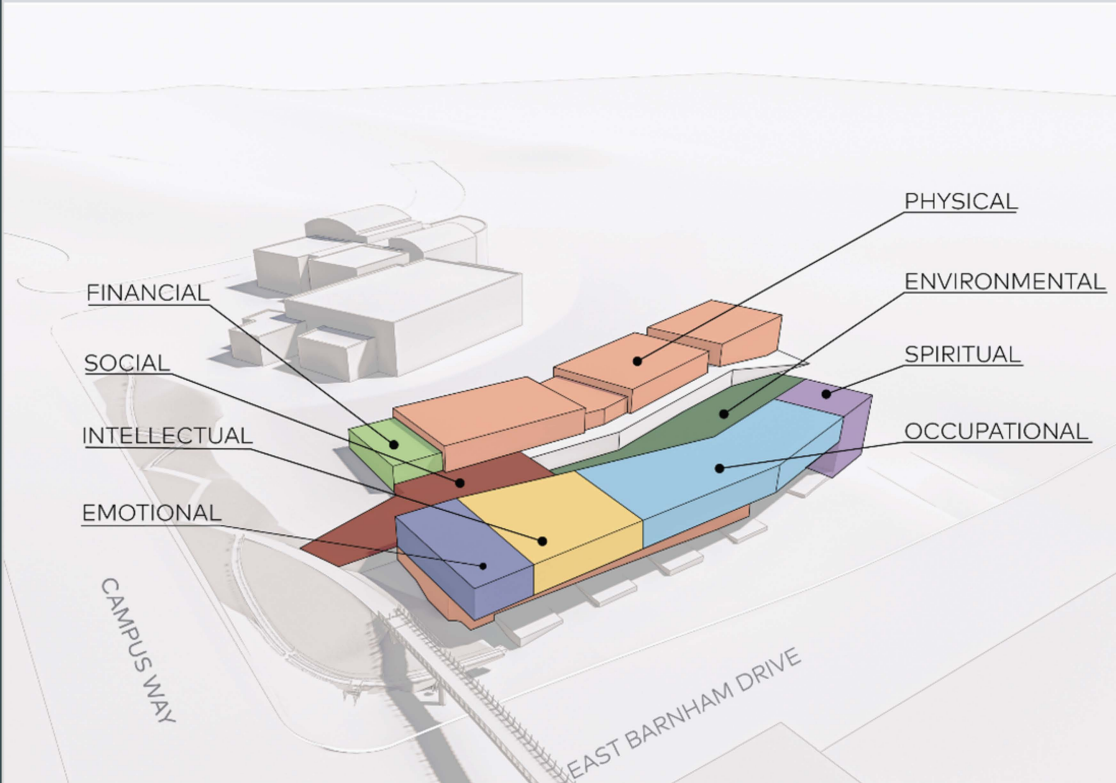 PHYSICAL
ENVIRONMENTAL
FINANCIAL
SPIRITUAL
SOCIAL
OCCUPATIONAL
INTELLECTUAL
EMOTIONAL
CAMPUS WAY
EAST BARNHAM DRIVE